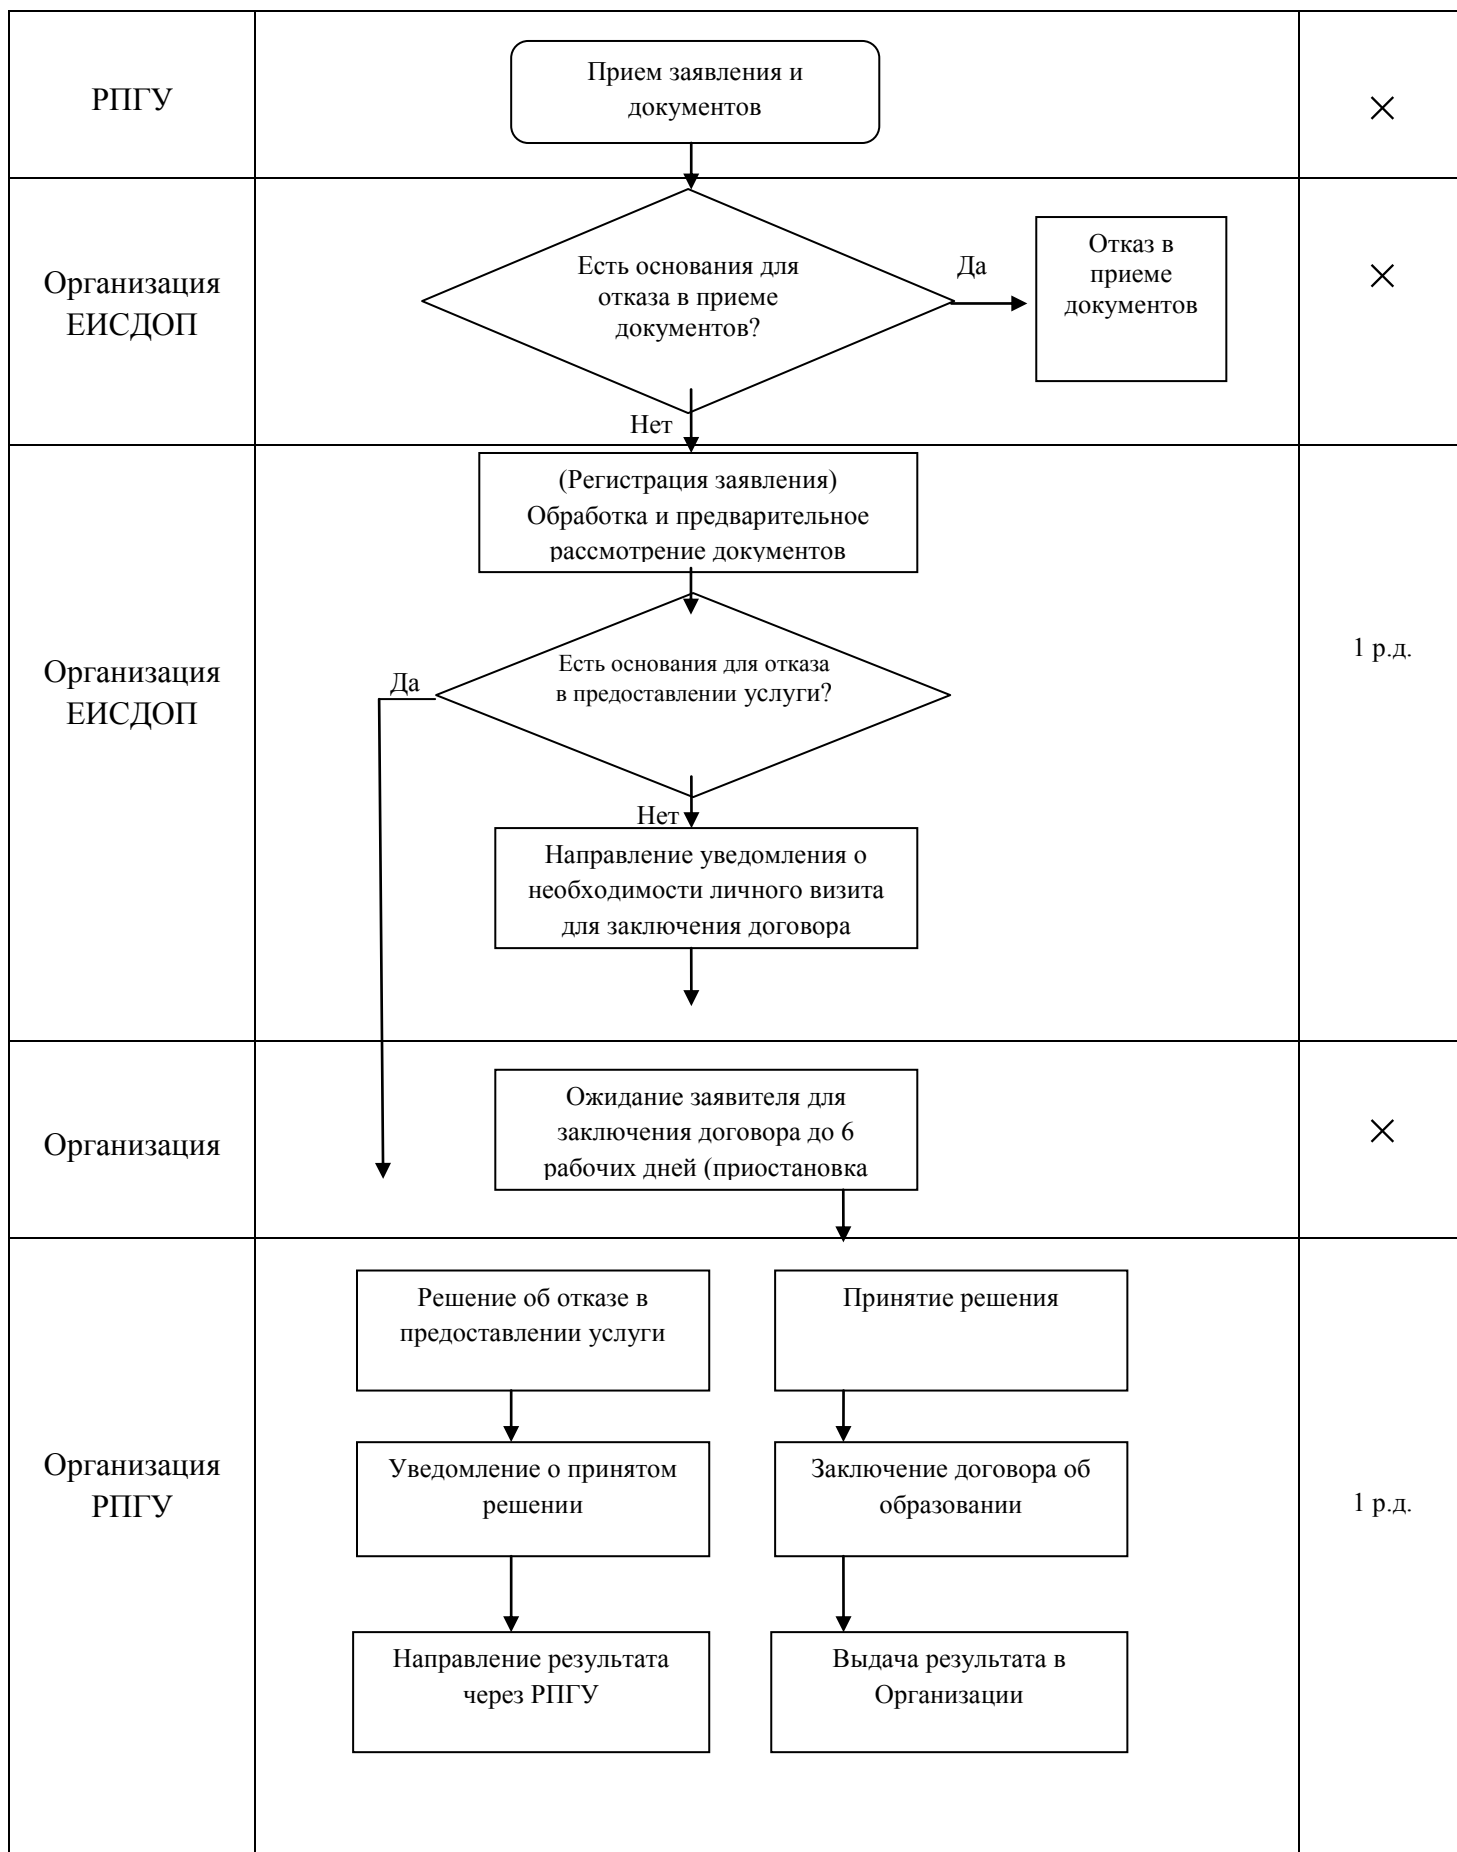 РПГУ
Прием заявления и
документов
×
Организация
ЕИСДОП
Есть основания для
отказа в приеме
документов?
Да
Отказ в
приеме
документов
×
Нет
Организация
ЕИСДОП
(Регистрация заявления)
Обработка и предварительное
рассмотрение документов
Есть основания для отказа
в предоставлении услуги?
Да
Нет
Направление уведомления о
необходимости личного визита
для заключения договора
1 р.д.
Организация
Ожидание заявителя для
заключения договора до 6
рабочих дней (приостановка
×
Организация
РПГУ
Решение об отказе в
предоставлении услуги
Принятие решения
Уведомление о принятом
решении
Заключение договора об
образовании
Направление результата
через РПГУ
Выдача результата в
Организации
1 р.д.